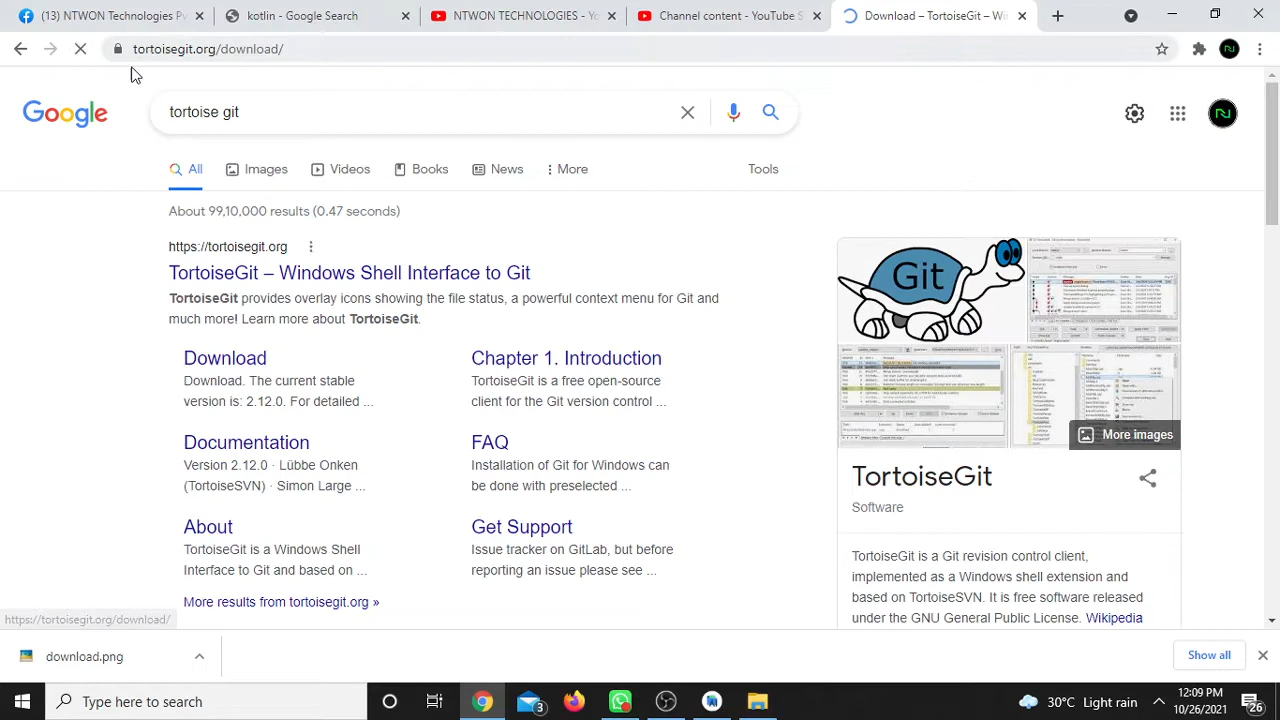 (13) NTWON Technologies Pv
kotlin - Google Search
NTWON TECHNOLOGIES - Yo
Channel content - YouTube S
Download – TortoiseGit – Wi
tortoisegit.org/download/
Google
tortoise git
All
Images
Videos
Books
News
More
Tools
About 99,10,000 results (0.47 seconds)
https://tortoisegit.org
TortoiseGit – Windows Shell Interface to Git
TortoiseGit provides overlay
status, a powerful context menu
much more! Learn more about
Git.
Download
The current stable
version is 2.12.0. For detailed ...
Chapter 1. Introduction
TortoiseGit is a free open-source
client for the Git version control ...
Documentation
Version 2.12.0 · Lübbe Onken
(TortoiseSVN) · Simon Large ...
FAQ
Installation of Git for Windows can
be done with preselected ...
About
TortoiseGit is a Windows Shell
Interface to Git and based on ...
Get Support
Issue tracker on GitLab, but before
reporting an issue please see ...
More results from tortoisegit.org »
Git
More images
TortoiseGit
Software
TortoiseGit is a Git revision control client,
implemented as a Windows shell extension and
based on TortoiseSVN. It is free software released
under the GNU General Public License. Wikipedia
https://tortoisegit.org/download/
download.png
Show all
Type here to search
3
30°C Light rain
12:09 PM
10/26/2021
26